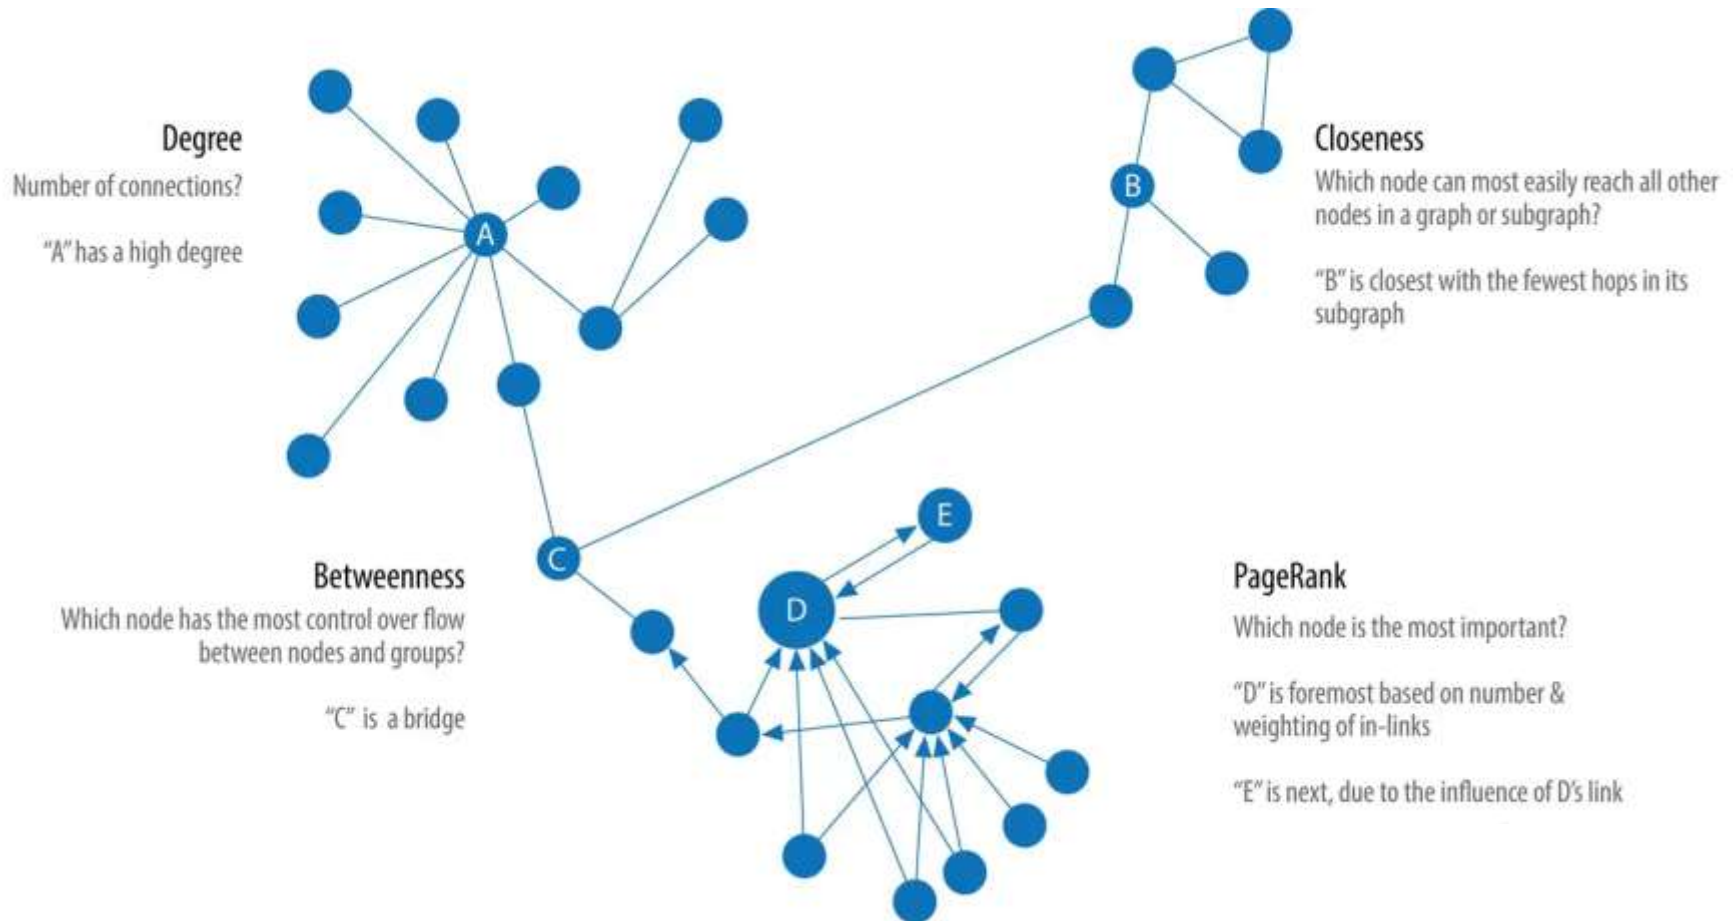 Degree
Number of connections?
“A” has a high degree
A
Closeness
Which node can most easily reach all other
nodes in a graph or subgraph?
“B” is closest with the fewest hops in its
subgraph
B
Betweenness
Which node has the most control over flow
between nodes and groups?
“C” is a bridge
C
E
D
PageRank
Which node is the most important?
“D” is foremost based on number &
weighting of in-links
“E” is next, due to the influence of D’s link